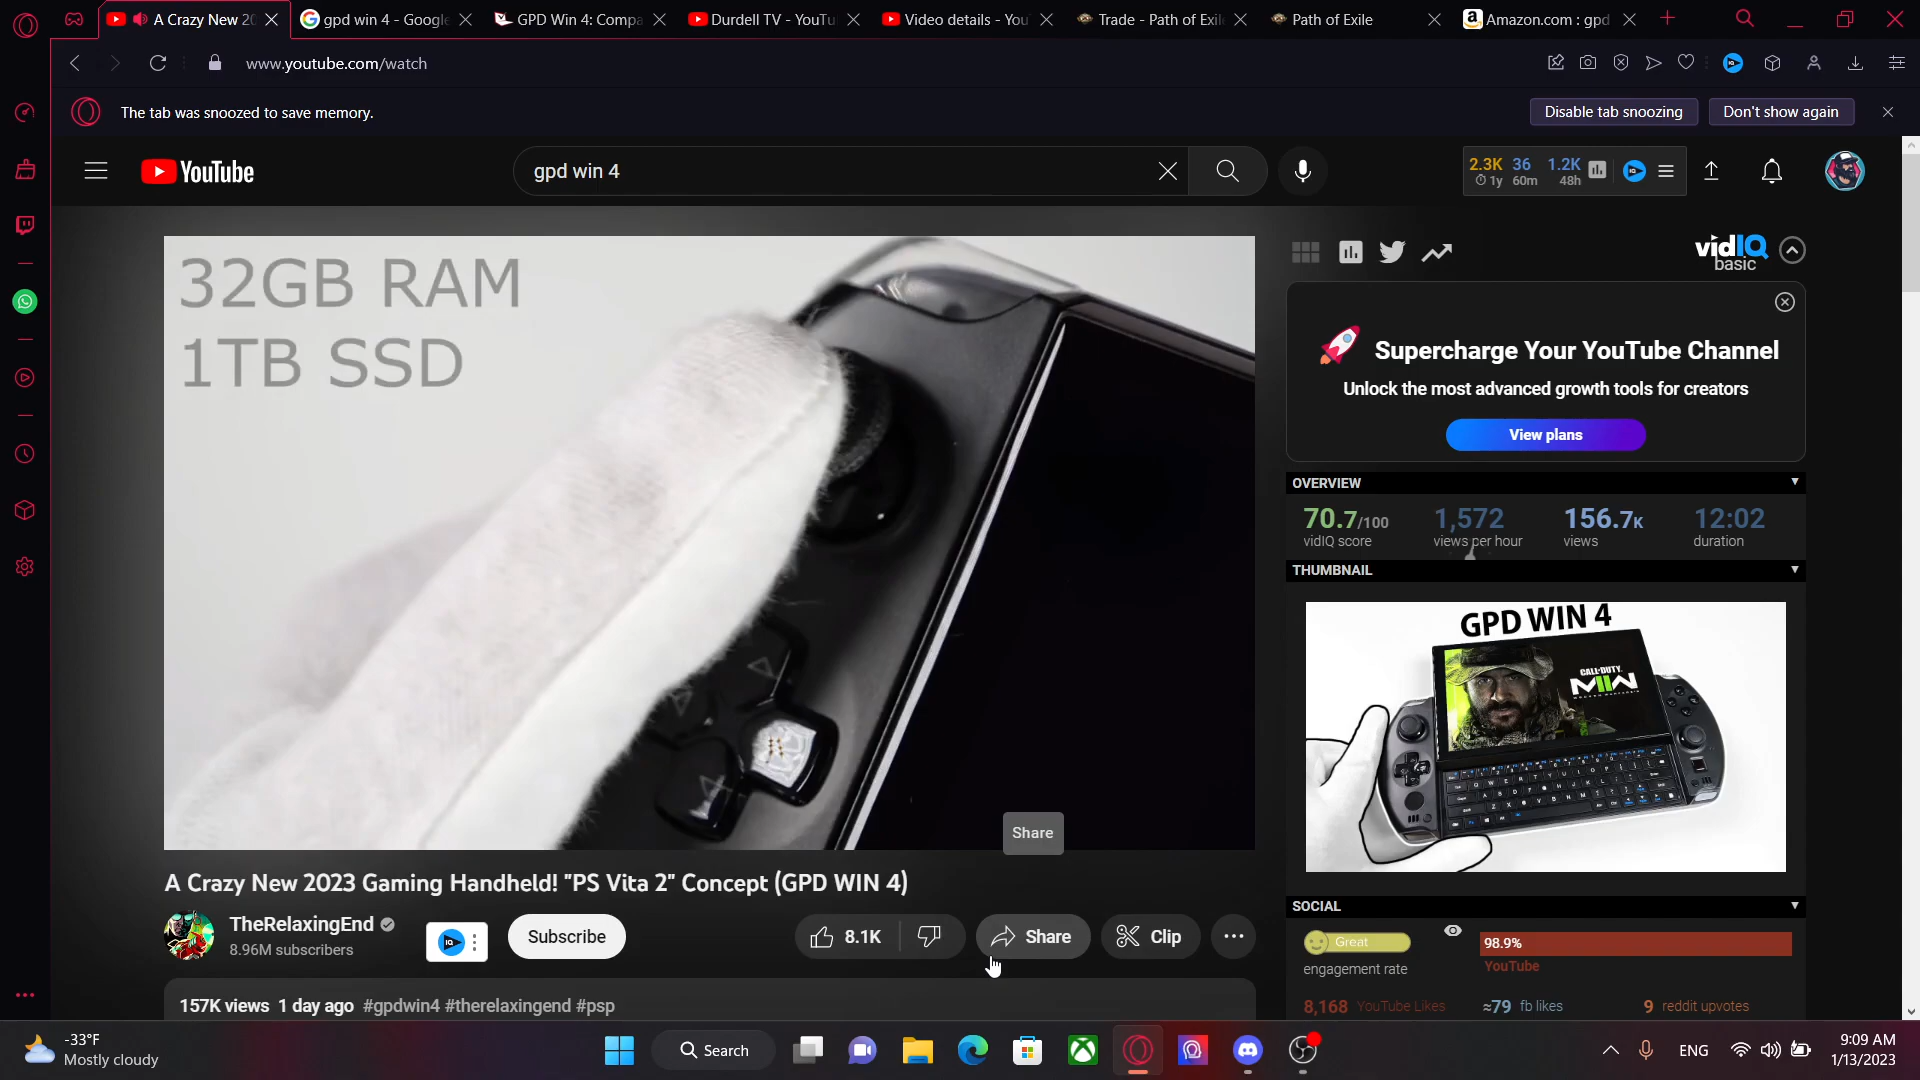 A Crazy New 20
gpd win 4 - Google
GPD Win 4: Compa
Durdell TV - YouTu
Video details - You
Trade - Path of Exile
Path of Exile
Amazon.com : gpd
www.youtube.com/watch
The tab was snoozed to save memory.
Disable tab snoozing
Don't show again
YouTube
gpd win 4
2.3K 36 1.2K
1y 60m 48h
32GB RAM
1TB SSD
vidIQ
basic
Supercharge Your YouTube Channel
Unlock the most advanced growth tools for creators
View plans
OVERVIEW
70.7/100 1,572 156.7K 12:02
vidIQ score views per hour views duration
THUMBNAIL
GPD WIN 4
CALL OF DUTY
MWII
Share
A Crazy New 2023 Gaming Handheld! "PS Vita 2" Concept (GPD WIN 4)
TheRelaxingEnd
8.96M subscribers
IQ
Subscribe
8.1K
Share
Clip
157K views 1 day ago #gpdwin4 #therelaxingend #psp
SOCIAL
Great
engagement rate
98.9%
YouTube
8,168 YouTube Likes ≈79 fb likes 9 reddit upvotes
-33°F
Mostly cloudy
Search
ENG
9:09 AM
1/13/2023